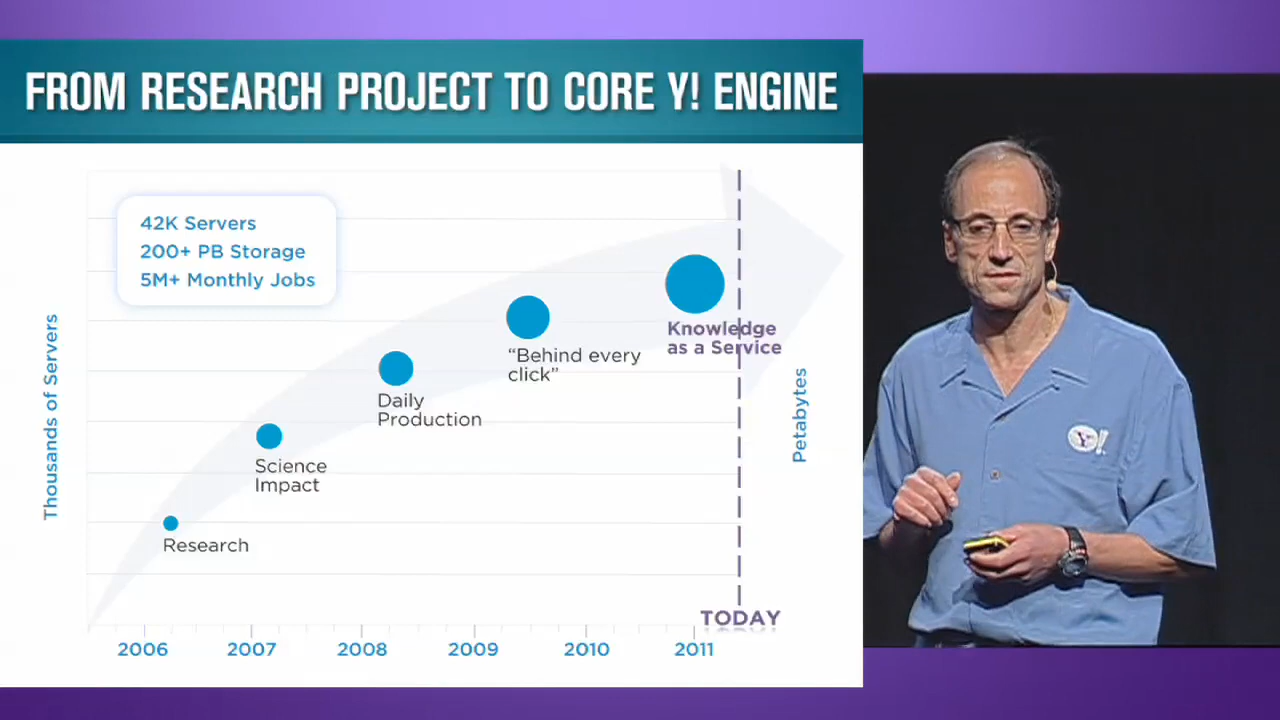 FROM RESEARCH PROJECT TO CORE Y! ENGINE
42K Servers
200+ PB Storage
5M+ Monthly Jobs
Thousands of Servers
Petabytes
Research
Science
Impact
Daily
Production
“Behind every
click”
Knowledge
as a Service
TODAY
2006 2007 2008 2009 2010 2011
Y!